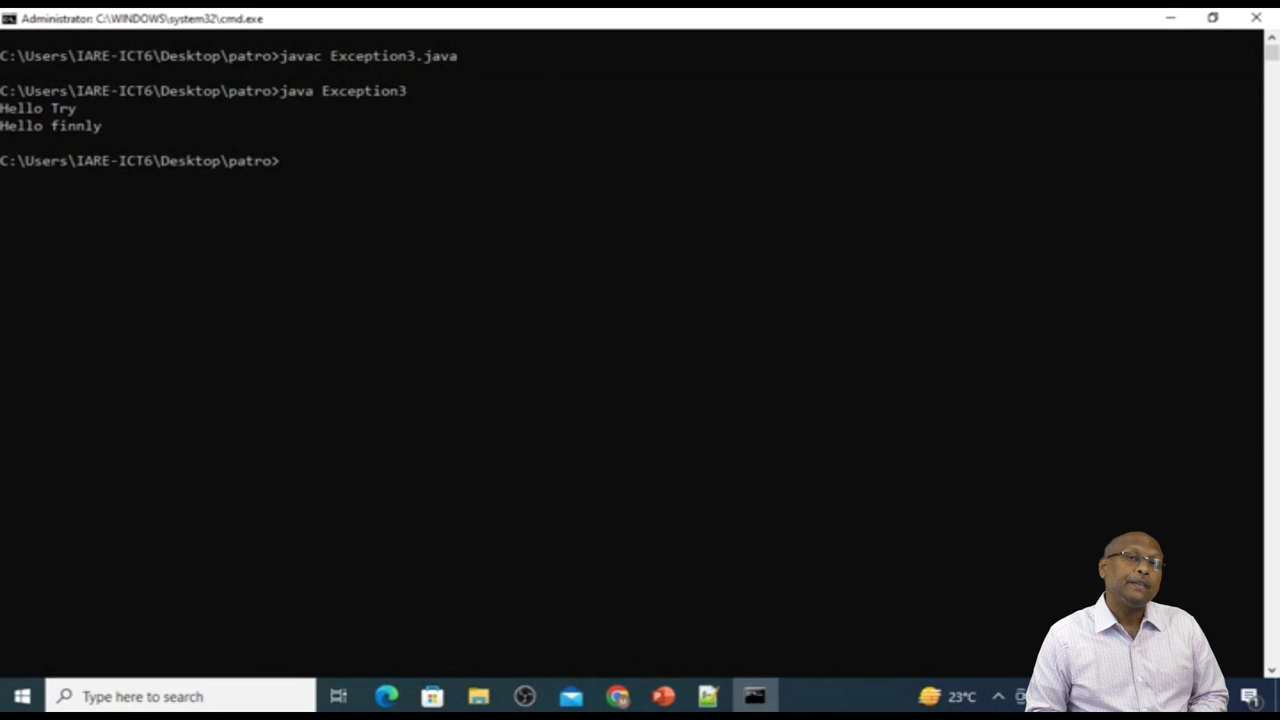 Administrator: C:\WINDOWS\system32\cmd.exe
C:\Users\IARE-ICT6\Desktop\patro>javac Exception3.java
C:\Users\IARE-ICT6\Desktop\patro>java Exception3
Hello Try
Hello finnly
C:\Users\IARE-ICT6\Desktop\patro>
Type here to search
23°C